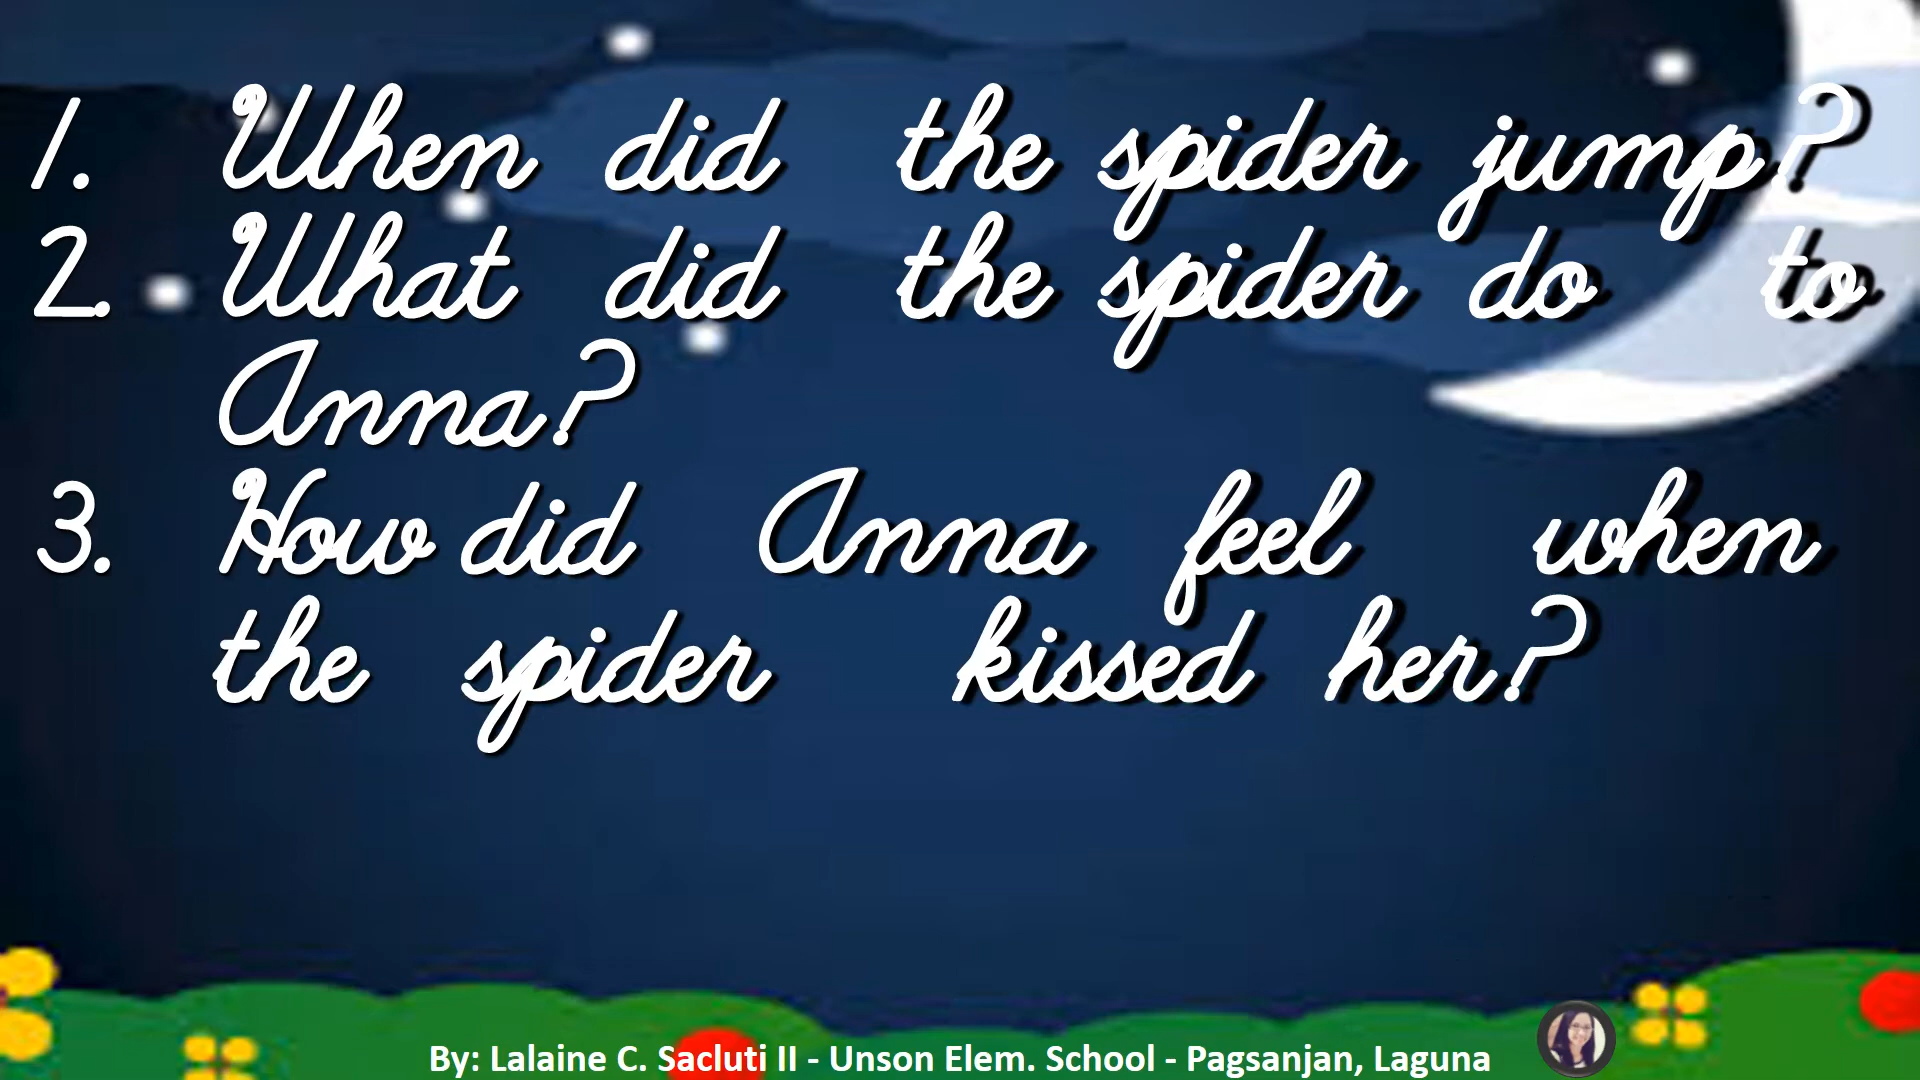 1. When did the spider jump?
2. What did the spider do to
Anna?
3. How did Anna feel when
the spider kissed her?
By: Lalaine C. Sacluti II - Unson Elem. School - Pagsanjan, Laguna